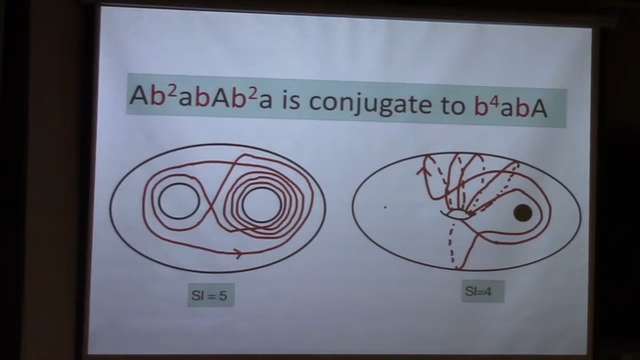 Ab²abAb²a is conjugate to b⁴abA
SI = 5
SI=4